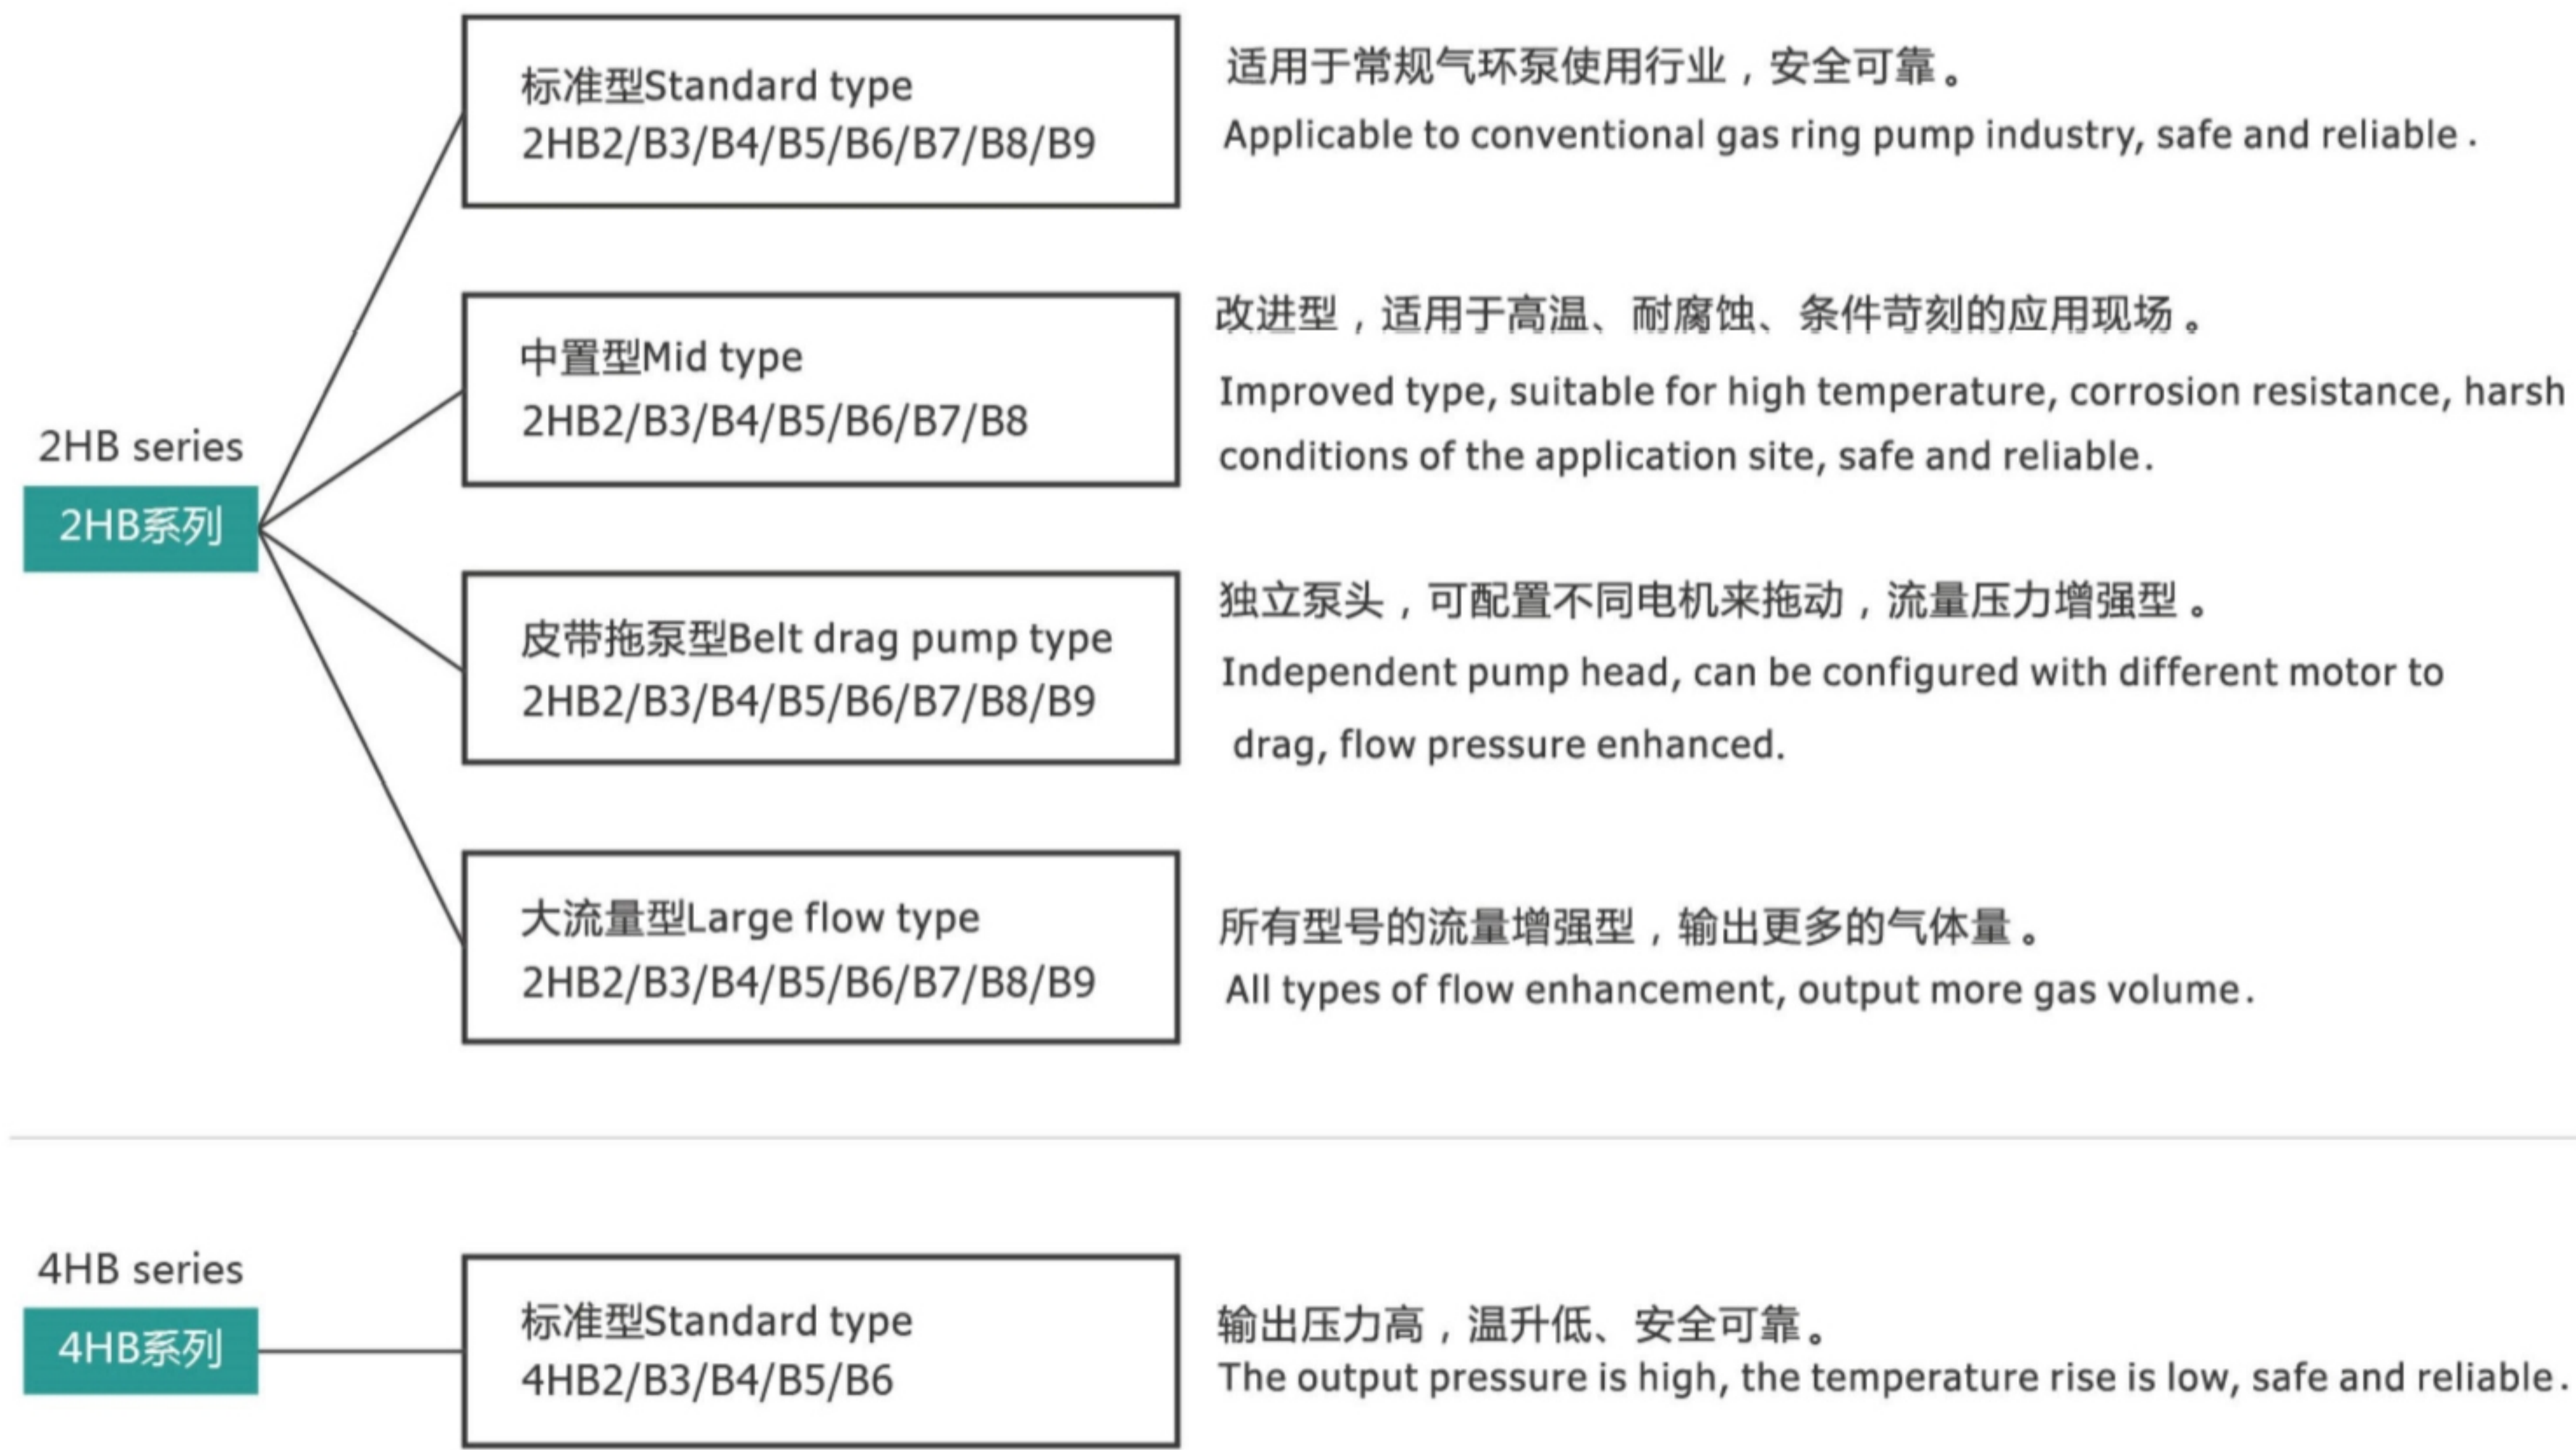 标准型Standard type
2HB2/B3/B4/B5/B6/B7/B8/B9
适用于常规气环泵使用行业，安全可靠。
Applicable to conventional gas ring pump industry, safe and reliable.
中置型Mid type
2HB2/B3/B4/B5/B6/B7/B8
改进型，适用于高温、耐腐蚀、条件苛刻的应用现场。
Improved type, suitable for high temperature, corrosion resistance, harsh
conditions of the application site, safe and reliable.
2HB series
2HB系列
皮带拖泵型Belt drag pump type
2HB2/B3/B4/B5/B6/B7/B8/B9
独立泵头，可配置不同电机来拖动，流量压力增强型。
Independent pump head, can be configured with different motor to
drag, flow pressure enhanced.
大流量型Large flow type
2HB2/B3/B4/B5/B6/B7/B8/B9
所有型号的流量增强型，输出更多的气体量。
All types of flow enhancement, output more gas volume.
4HB series
4HB系列
标准型Standard type
4HB2/B3/B4/B5/B6
输出压力高，温升低、安全可靠。
The output pressure is high, the temperature rise is low, safe and reliable.